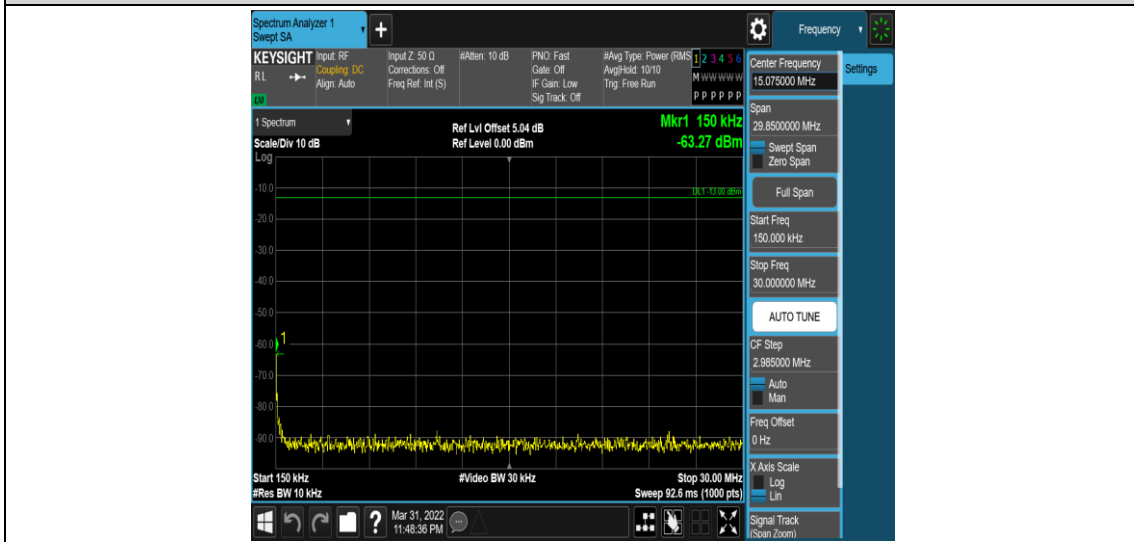 Spectrum Analyzer 1
Swept SA
+
Frequency
KEYSIGHT
RL
LXI
Input: RF
Coupling: DC
Align: Auto
Input Z: 50 Ω
Corrections: Off
Freq Ref: Int (S)
#Atten: 10 dB
PNO: Fast
Gate: Off
IF Gain: Low
Sig Track: Off
#Avg Type: Power (RMS
Avg|Hold: 10/10
Trig: Free Run
1 2 3 4 5 6
M W W W W W
P P P P P P
1 Spectrum
Scale/Div 10 dB
Log
Ref Lvl Offset 5.04 dB
Ref Level 0.00 dBm
Mkr1 150 kHz
-63.27 dBm
DL1 -13.00 dBm
-10.0
-20.0
-30.0
-40.0
-50.0
-60.0
1
-70.0
-80.0
-90.0
Start 150 kHz
#Res BW 10 kHz
#Video BW 30 kHz
Stop 30.00 MHz
Sweep 92.6 ms (1000 pts)
?
Mar 31, 2022
11:48:36 PM
Center Frequency
15.075000 MHz
Settings
Span
29.8500000 MHz
Swept Span
Zero Span
Full Span
Start Freq
150.000 kHz
Stop Freq
30.000000 MHz
AUTO TUNE
CF Step
2.985000 MHz
Auto
Man
Freq Offset
0 Hz
X Axis Scale
Log
Lin
Signal Track
(Span Zoom)